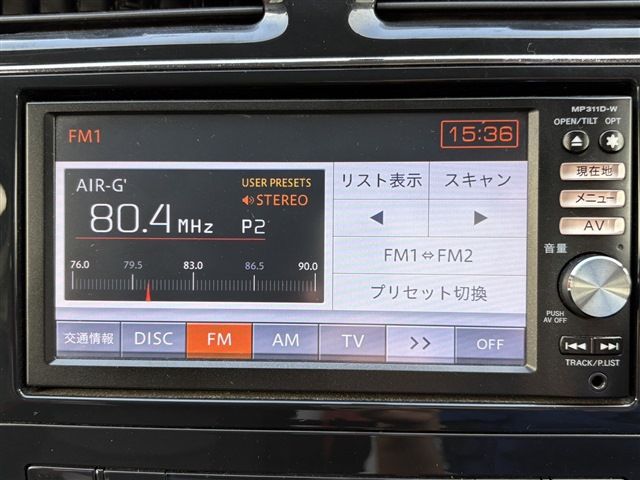 MP311D-W
OPEN/TILT OPT
FM1
15:36
現在地
メニュー
AV
音量
PUSH
AV OFF
TRACK/P.LIST
AIR-G'
USER PRESETS
STEREO
80.4 MHz P2
76.0 79.5 83.0 86.5 90.0
リスト表示 スキャン
FM1⇔FM2
プリセット切換
交通情報 DISC FM AM TV >> OFF